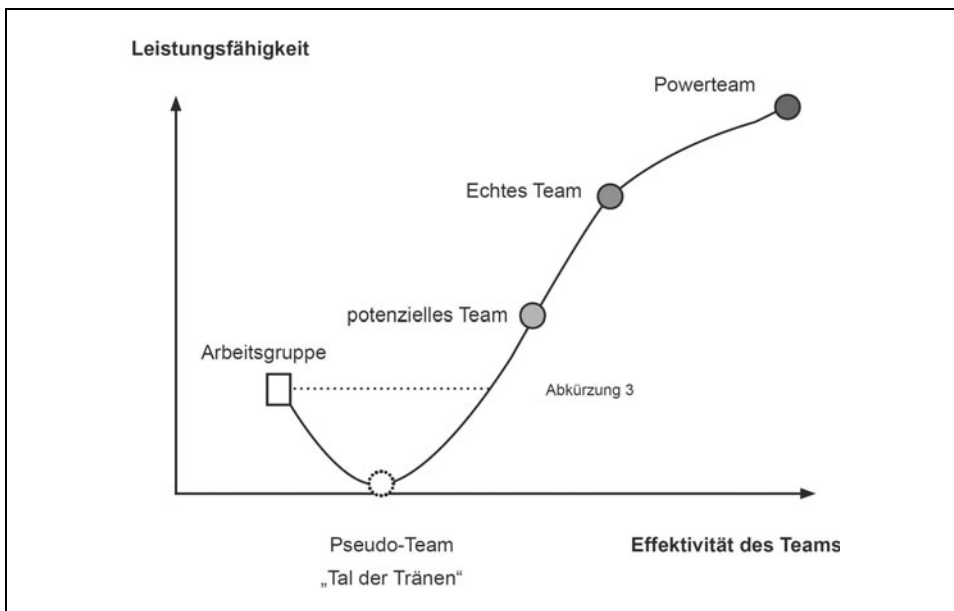 Leistungsfähigkeit
Powerteam
Echtes Team
potenzielles Team
Arbeitsgruppe
Abkürzung 3
Pseudo-Team
„Tal der Tränen“
Effektivität des Teams